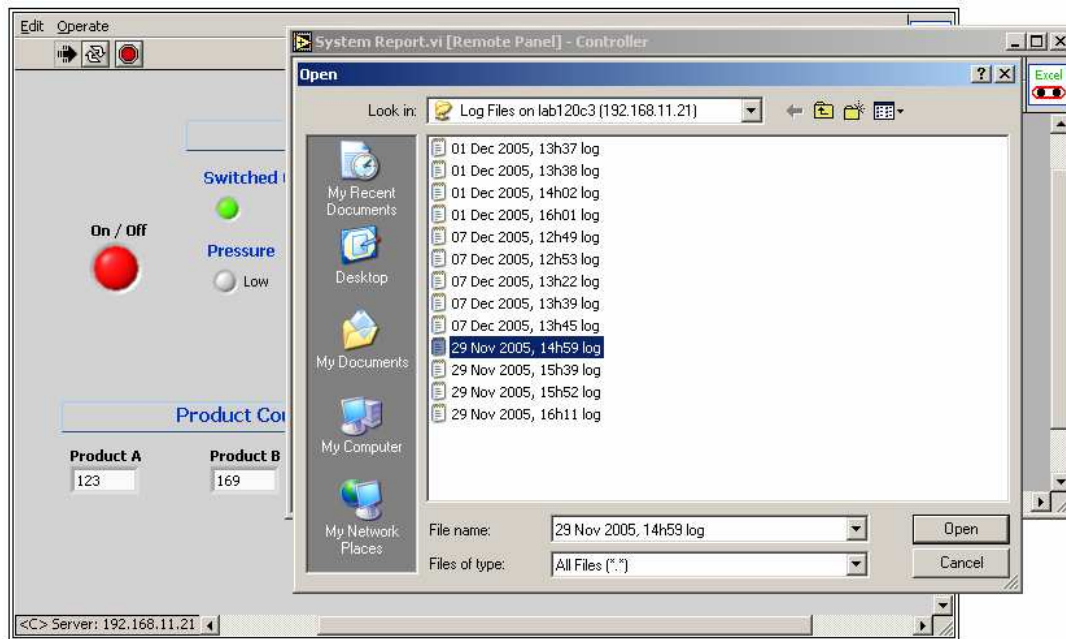 Edit Operate
System Report.vi [Remote Panel] - Controller
Open
Excel
Look in: Log Files on lab120c3 (192.168.11.21)
My Recent
Documents
Desktop
My Documents
My Computer
My Network
Places
01 Dec 2005, 13h37 log
01 Dec 2005, 13h38 log
01 Dec 2005, 14h02 log
01 Dec 2005, 16h01 log
07 Dec 2005, 12h49 log
07 Dec 2005, 12h53 log
07 Dec 2005, 13h22 log
07 Dec 2005, 13h39 log
07 Dec 2005, 13h45 log
29 Nov 2005, 14h59 log
29 Nov 2005, 15h39 log
29 Nov 2005, 15h52 log
29 Nov 2005, 16h11 log
File name: 29 Nov 2005, 14h59 log Open
Files of type: All Files (*.*) Cancel
Switched
On / Off
Pressure
Low
Product Cou
Product A Product B
123 169
<C> Server: 192.168.11.21